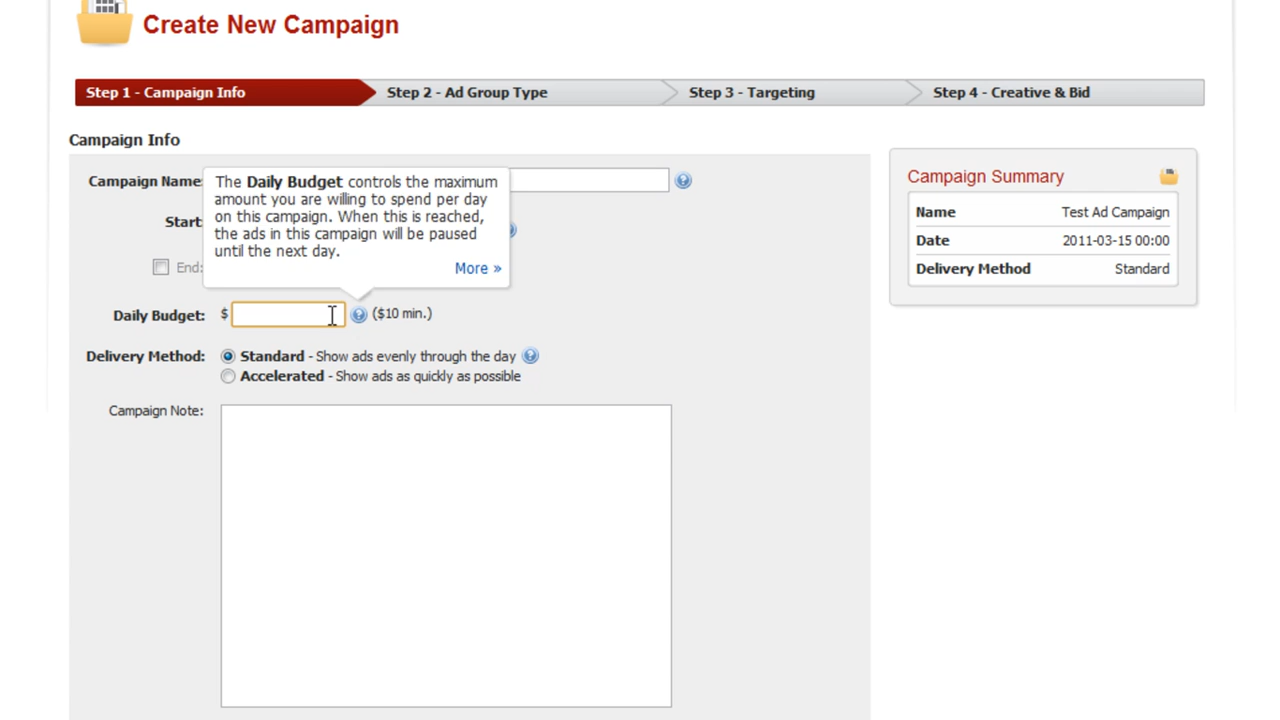 Create New Campaign
Step 1 - Campaign Info
Step 2 - Ad Group Type
Step 3 - Targeting
Step 4 - Creative & Bid
Campaign Info
Campaign Name:
The Daily Budget controls the maximum
amount you are willing to spend per day
on this campaign. When this is reached,
the ads in this campaign will be paused
until the next day.
More »
Start:
End:
Daily Budget: $ ($10 min.)
Delivery Method: Standard - Show ads evenly through the day
Accelerated - Show ads as quickly as possible
Campaign Note:
Campaign Summary
Name Test Ad Campaign
Date 2011-03-15 00:00
Delivery Method Standard